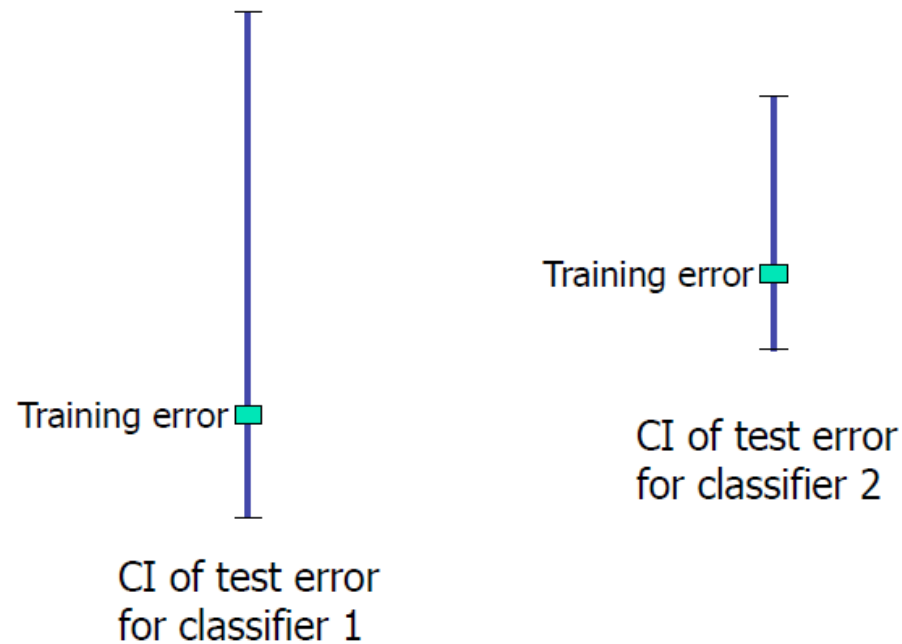 Training error
Training error
CI of test error
for classifier 2
CI of test error
for classifier 1